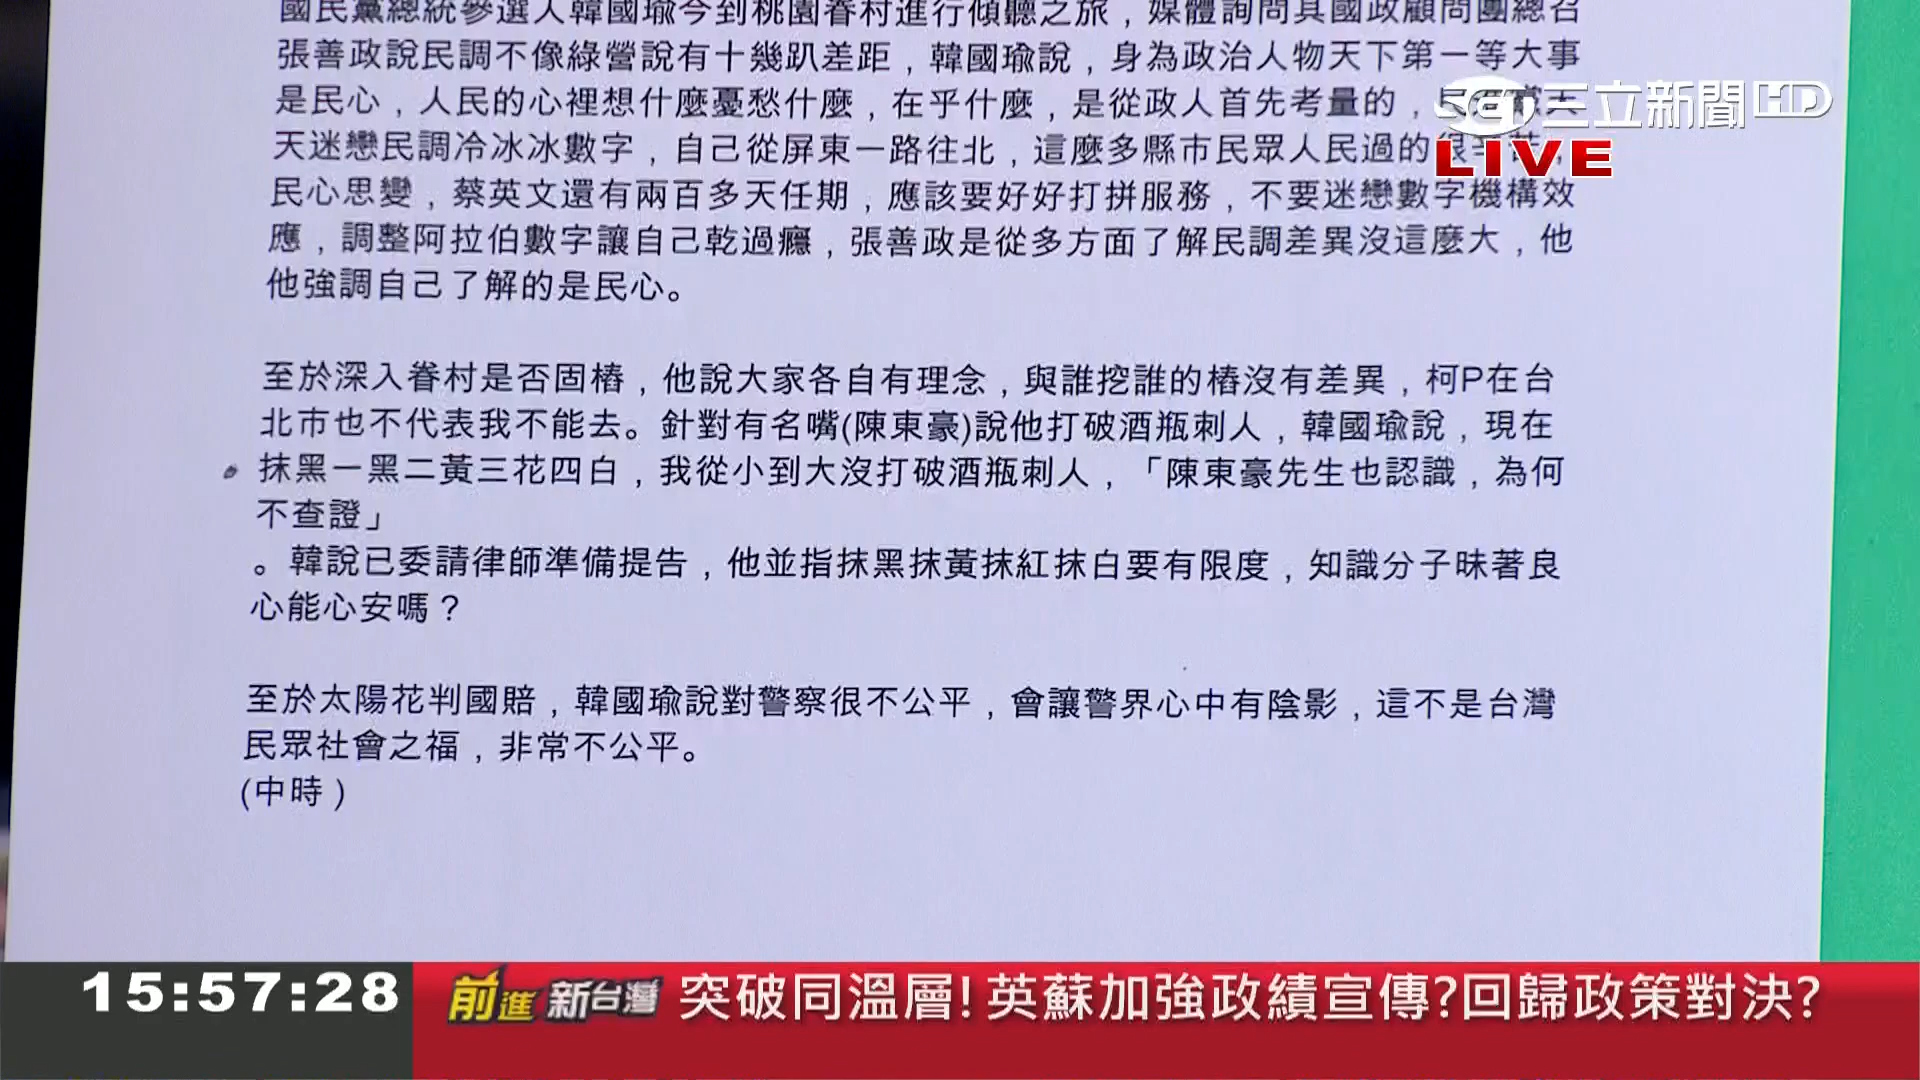 國民黨總統參選人韓國瑜今到桃園眷村進行傾聽之旅，媒體詢問其國政顧問團總召
張善政說民調不像綠營說有十幾趴差距，韓國瑜說，身為政治人物天下第一等大事
是民心，人民的心裡想什麼憂愁什麼，在乎什麼，是從政人首先考量的，
天迷戀民調冷冰冰數字，自己從屏東一路往北，這麼多縣市民眾人民過的很辛苦，
民心思變，蔡英文還有兩百多天任期，應該要好好打拼服務，不要迷戀數字機構效
應，調整阿拉伯數字讓自己乾過癮，張善政是從多方面了解民調差異沒這麼大，他
他強調自己了解的是民心。
至於深入眷村是否固樁，他說大家各自有理念，與誰挖誰的樁沒有差異，柯P在台
北市也不代表我不能去。針對有名嘴(陳東豪)說他打破酒瓶刺人，韓國瑜說，現在
抹黑一黑二黃三花四白，我從小到大沒打破酒瓶刺人，「陳東豪先生也認識，為何
不查證」
。韓說已委請律師準備提告，他並指抹黑抹黃抹紅抹白要有限度，知識分子昧著良
心能心安嗎？
至於太陽花判國賠，韓國瑜說對警察很不公平，會讓警界心中有陰影，這不是台灣
民眾社會之福，非常不公平。
(中時)
三立新聞HD
LIVE
15:57:28
前進新台灣
突破同溫層!英蘇加強政績宣傳?回歸政策對決?